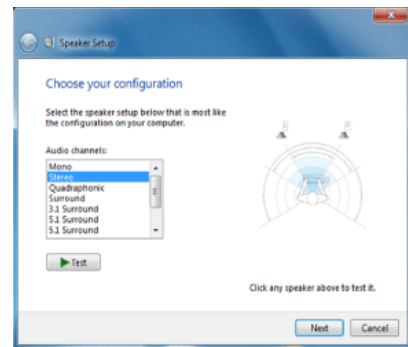 Speaker Setup
Choose your configuration
Select the speaker setup below that is most like
the configuration on your computer.
Audio channels:
Mono
Stereo
Quadraphonic
Surround
3.1 Surround
5.1 Surround
5.1 Surround
Test
Click any speaker above to test it.
Next
Cancel